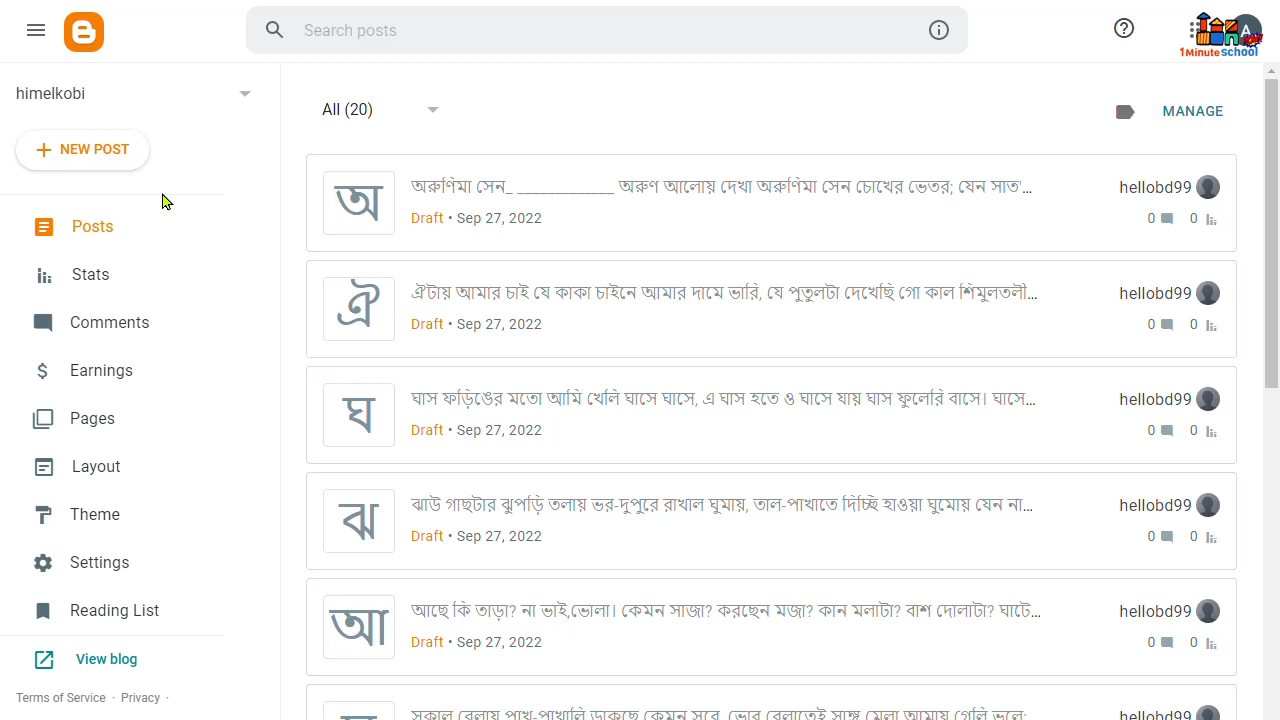 Search posts
A
1 Minute school
himelkobi
All (20)
MANAGE
NEW POST
অ
অরুণিমা সেন_ ____________ অরুণ আলোয় দেখা অরুণিমা সেন চোখের ভেতর; যেন সাত'...
hellobd99
Draft • Sep 27, 2022
0 0
Posts
Stats
Comments
Earnings
Pages
Layout
Theme
Settings
Reading List
View blog
Terms of Service · Privacy ·
ঐ
ঐটায় আমার চাই যে কাকা চাইনে আমার দামে ভারি, যে পুতুলটা দেখেছি গো কাল শিমুলতলী...
hellobd99
Draft • Sep 27, 2022
0 0
ঘ
ঘাস ফড়িঙের মতো আমি খেলি ঘাসে ঘাসে, এ ঘাস হতে ও ঘাসে যায় ঘাস ফুলেরি বাসে। ঘাসে...
hellobd99
Draft • Sep 27, 2022
0 0
ঝ
ঝাউ গাছটার ঝুপড়ি তলায় ভর-দুপুরে রাখাল ঘুমায়, তাল-পাখাতে দিচ্ছি হাওয়া ঘুমোয় যেন না...
hellobd99
Draft • Sep 27, 2022
0 0
আ
আছে কি তাড়া? না ভাই,ভোলা। কেমন সাজা? করছেন মজা? কান মলাটা? বাশ দোলাটা? ঘাটে...
hellobd99
Draft • Sep 27, 2022
0 0
সকাল বেলায় পাখ-পাখালি ডাকছে কেমন সুরে, ভোর বেলাতেই সাঙ্গ মেলা আমায় গেলি ভুলে;
hellobd99